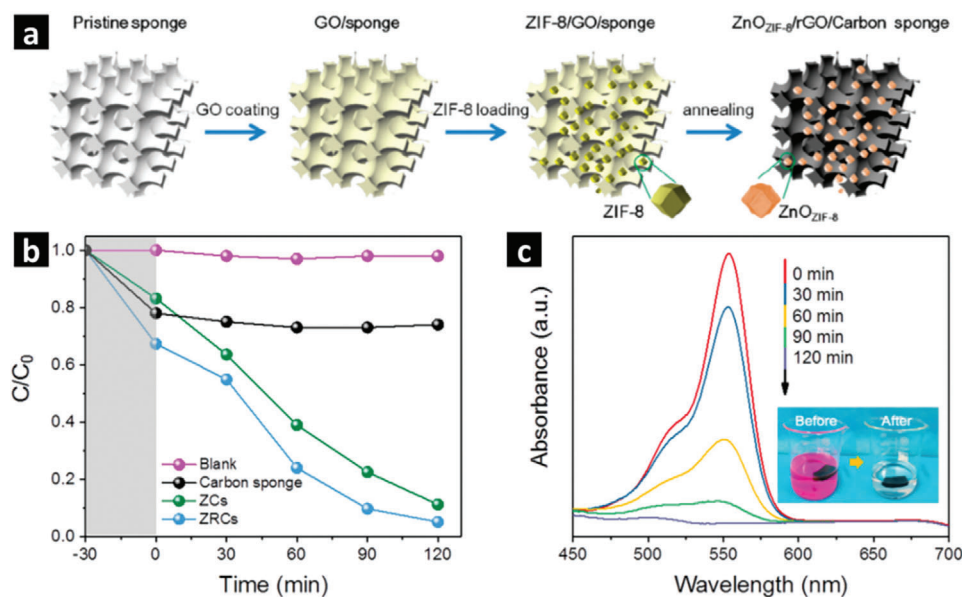 a
Pristine sponge
GO/sponge
ZIF-8/GO/sponge
ZnO_ZIF-8/rGO/Carbon sponge
GO coating
ZIF-8 loading
annealing
ZIF-8
ZnO_ZIF-8
b
1.0
0.8
0.6
0.4
0.2
0.0
C/C₀
Blank
Carbon sponge
ZCs
ZRCs
-30
0
30
60
90
120
Time (min)
c
Absorbance (a.u.)
0 min
30 min
60 min
90 min
120 min
Before
After
450
500
550
600
650
700
Wavelength (nm)